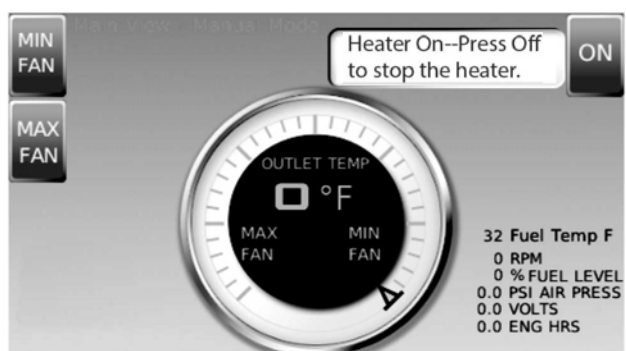 Main View - Manual Mode
MIN
FAN
Heater On--Press Off
to stop the heater.
ON
MAX
FAN
OUTLET TEMP
0 °F
MAX
FAN
MIN
FAN
32 Fuel Temp F
0 RPM
0 % FUEL LEVEL
0.0 PSI AIR PRESS
0.0 VOLTS
0.0 ENG HRS